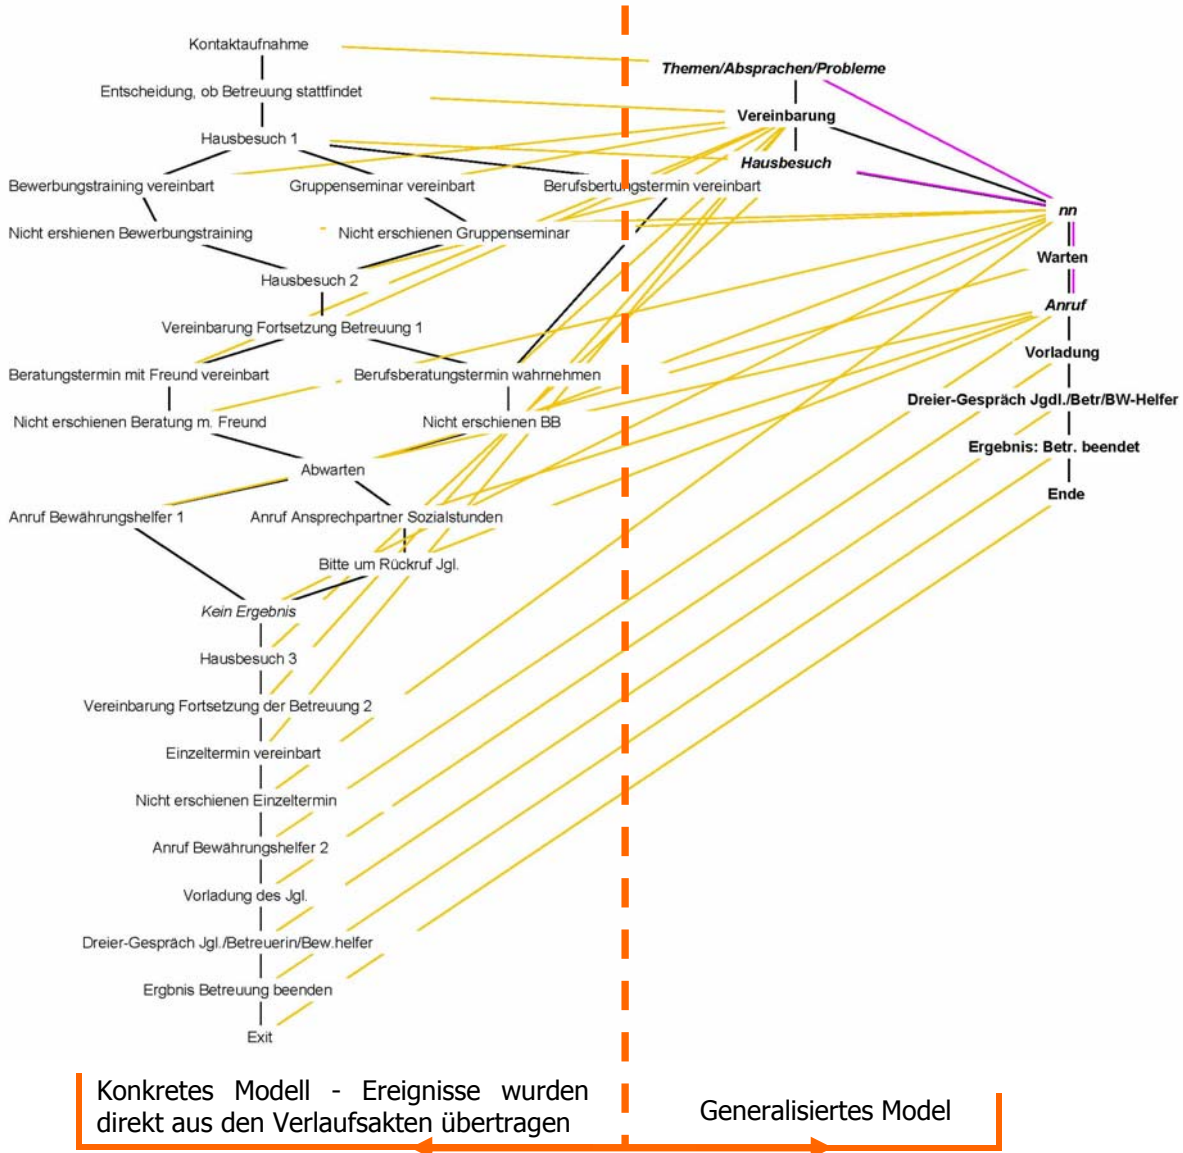 Kontaktaufnahme
Entscheidung, ob Betreuung stattfindet
Hausbesuch 1
Bewerbungstraining vereinbart
Gruppenseminar vereinbart
Berufsbertungstermin vereinbart
Nicht ershienen Bewerbungstraining
Nicht erschienen Gruppenseminar
Hausbesuch 2
Vereinbarung Fortsetzung Betreuung 1
Beratungstermin mit Freund vereinbart
Berufsberatungstermin wahrnehmen
Nicht erschienen Beratung m. Freund
Nicht erschienen BB
Abwarten
Anruf Bewährungshelfer 1
Anruf Ansprechpartner Sozialstunden
Bitte um Rückruf Jgl.
Kein Ergebnis
Hausbesuch 3
Vereinbarung Fortsetzung der Betreuung 2
Einzeltermin vereinbart
Nicht erschienen Einzeltermin
Anruf Bewährungshelfer 2
Vorladung des Jgl.
Dreier-Gespräch Jgl./Betreuerin/Bew.helfer
Ergbnis Betreuung beenden
Exit
Themen/Absprachen/Probleme
Vereinbarung
Hausbesuch
nn
Warten
Anruf
Vorladung
Dreier-Gespräch Jgdl./Betr/BW-Helfer
Ergebnis: Betr. beendet
Ende
Konkretes Modell - Ereignisse wurden
direkt aus den Verlaufsakten übertragen
Generalisiertes Model